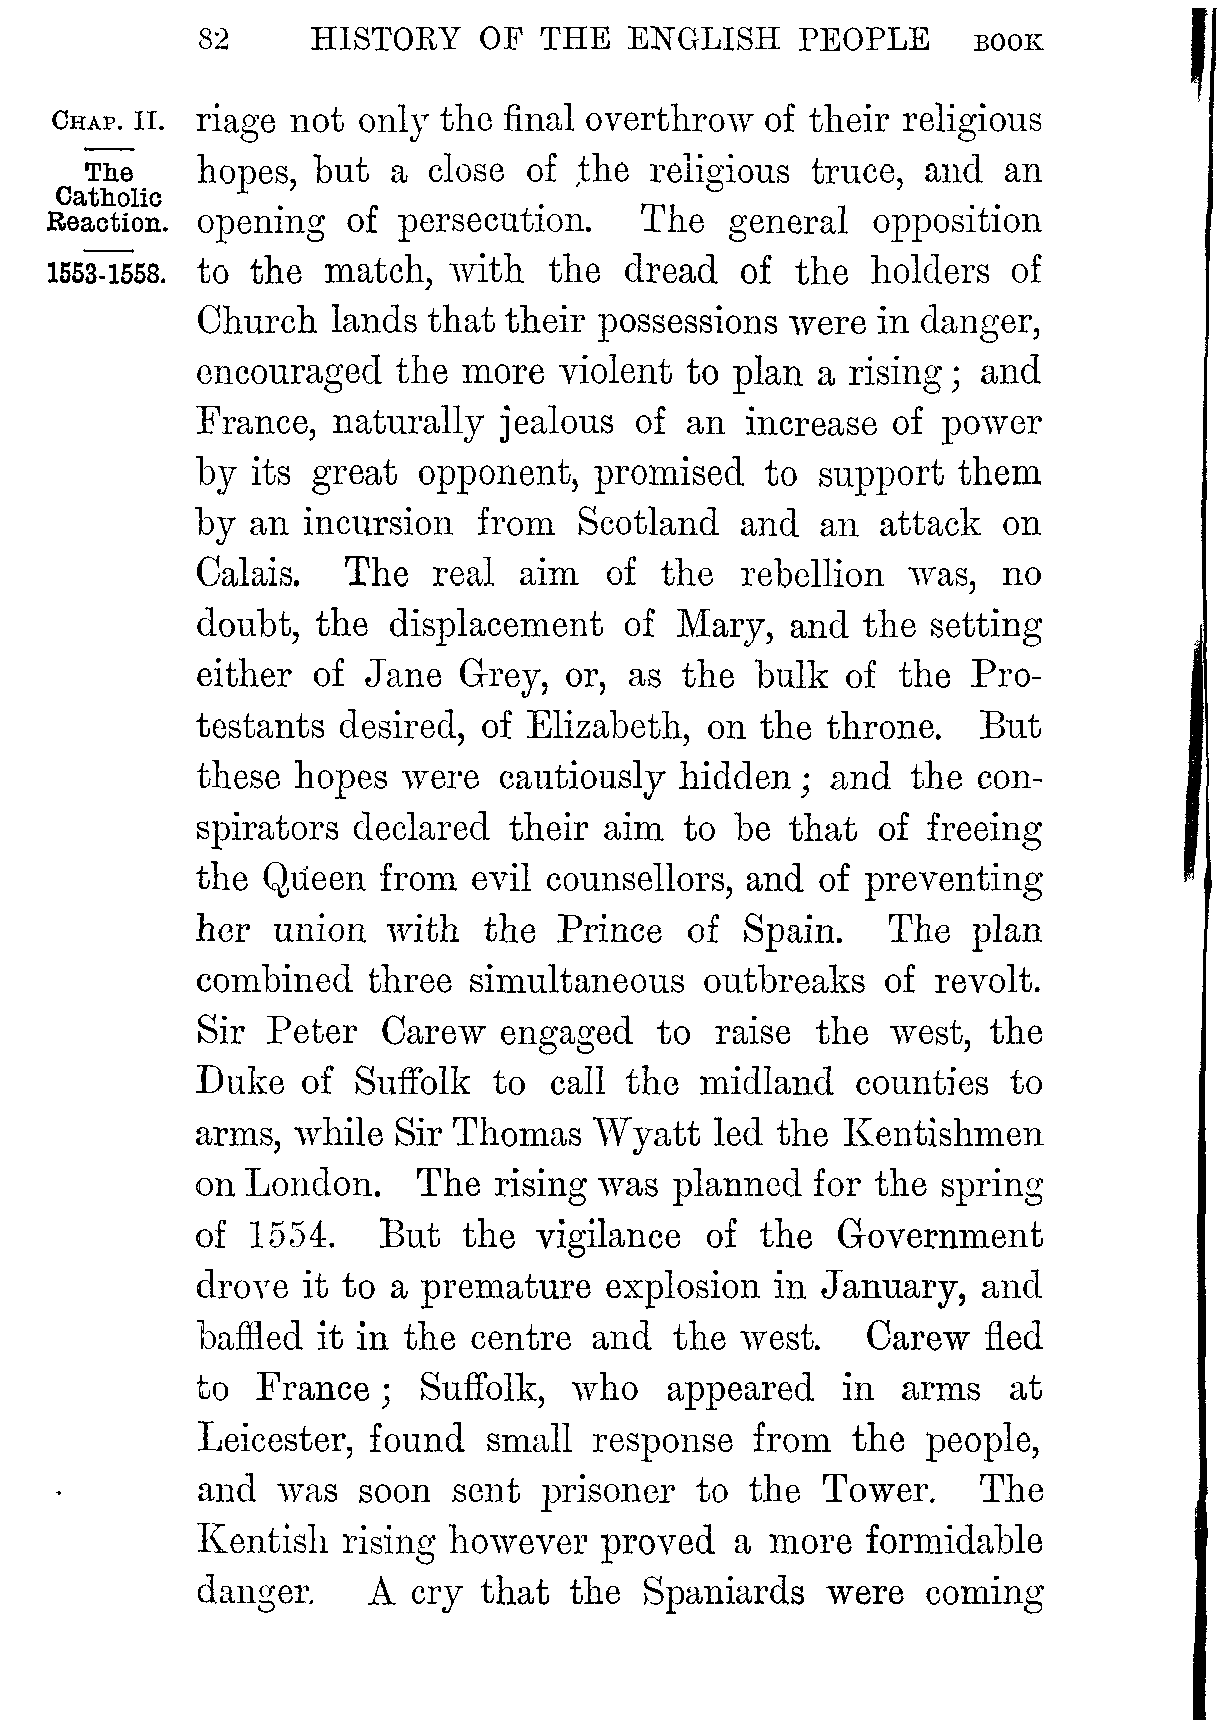 82 HISTORY OF THE ENGLISH PEOPLE BOOK
CHAP. II.
The
Catholic
Reaction.
1553-1558.
riage not only the final overthrow of their religious
hopes, but a close of the religious truce, and an
opening of persecution. The general opposition
to the match, with the dread of the holders of
Church lands that their possessions were in danger,
encouraged the more violent to plan a rising; and
France, naturally jealous of an increase of power
by its great opponent, promised to support them
by an incursion from Scotland and an attack on
Calais. The real aim of the rebellion was, no
doubt, the displacement of Mary, and the setting
either of Jane Grey, or, as the bulk of the Pro-
testants desired, of Elizabeth, on the throne. But
these hopes were cautiously hidden; and the con-
spirators declared their aim to be that of freeing
the Queen from evil counsellors, and of preventing
her union with the Prince of Spain. The plan
combined three simultaneous outbreaks of revolt.
Sir Peter Carew engaged to raise the west, the
Duke of Suffolk to call the midland counties to
arms, while Sir Thomas Wyatt led the Kentishmen
on London. The rising was planned for the spring
of 1554. But the vigilance of the Government
drove it to a premature explosion in January, and
baffled it in the centre and the west. Carew fled
to France; Suffolk, who appeared in arms at
Leicester, found small response from the people,
and was soon sent prisoner to the Tower. The
Kentish rising however proved a more formidable
danger. A cry that the Spaniards were coming